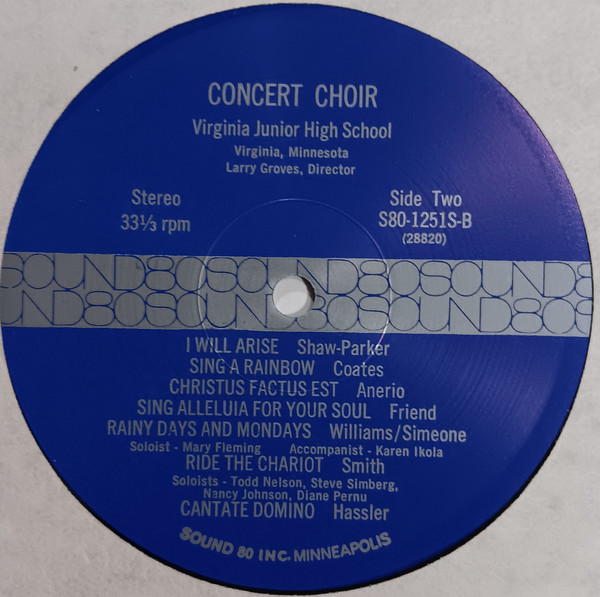 CONCERT CHOIR
Virginia Junior High School
Virginia, Minnesota
Larry Groves, Director
Stereo
33⅓ rpm
Side Two
S80-1251S-B
(28820)
SOUND80SOUND80SOUND8
UND80SOUND80SOUND80S
I WILL ARISE Shaw-Parker
SING A RAINBOW Coates
CHRISTUS FACTUS EST Anerio
SING ALLELUIA FOR YOUR SOUL Friend
RAINY DAYS AND MONDAYS Williams/Simeone
Soloist - Mary Fleming Accompanist - Karen Ikola
RIDE THE CHARIOT Smith
Soloists - Todd Nelson, Steve Simberg,
Nancy Johnson, Diane Pernu
CANTATE DOMINO Hassler
SOUND 80 INC. MINNEAPOLIS